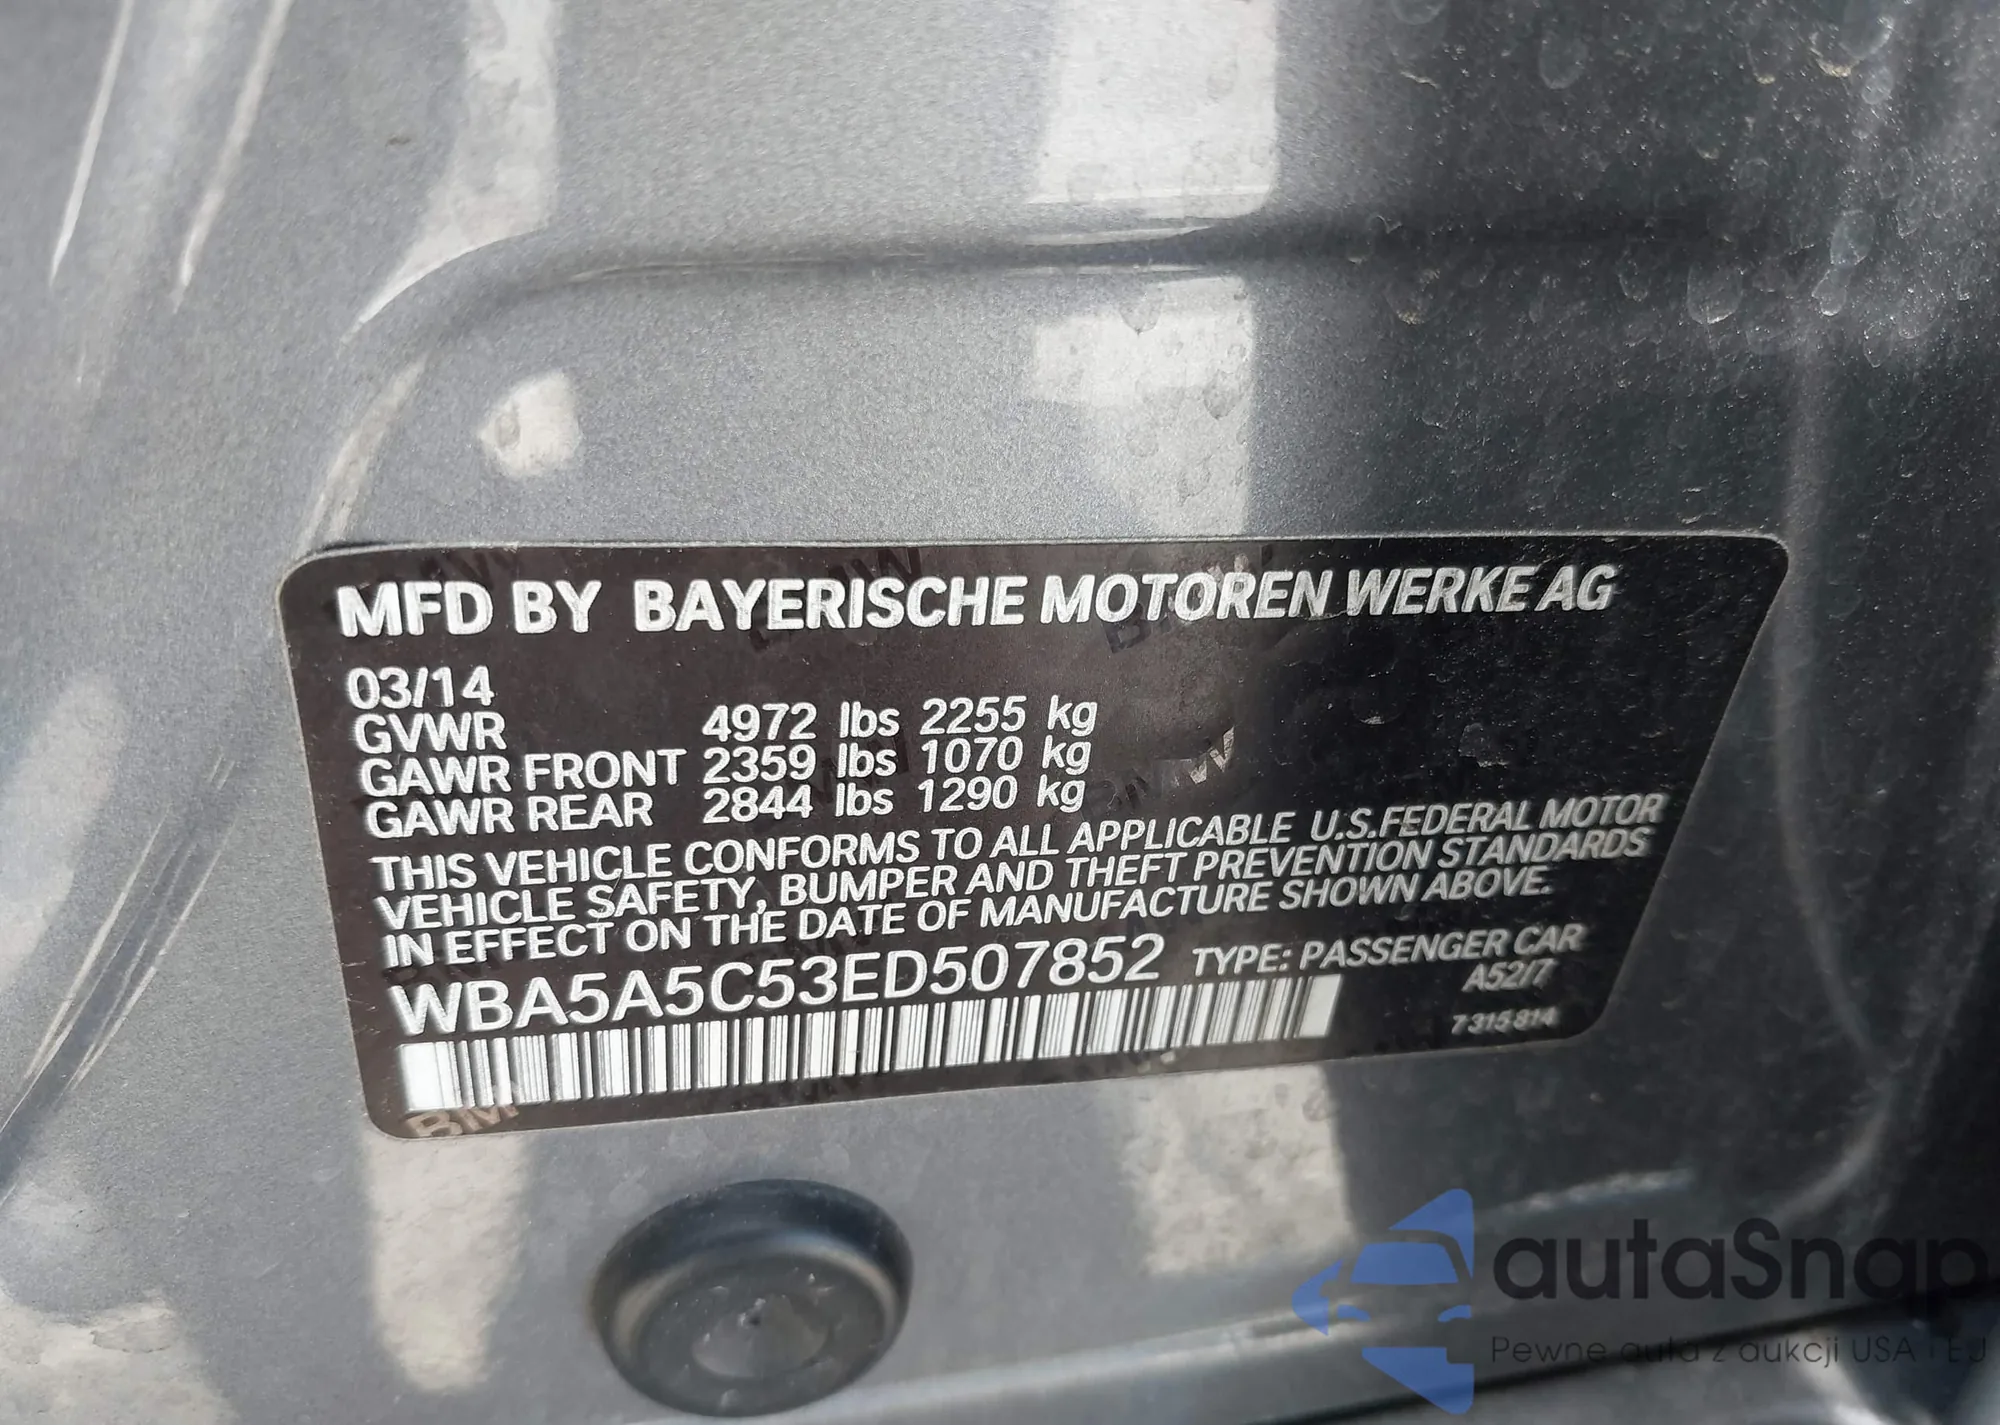 MFD BY BAYERISCHE MOTOREN WERKE AG
03/14
GVWR 4972 lbs 2255 kg
GAWR FRONT 2359 lbs 1070 kg
GAWR REAR 2844 lbs 1290 kg
THIS VEHICLE CONFORMS TO ALL APPLICABLE U.S.FEDERAL MOTOR
VEHICLE SAFETY, BUMPER AND THEFT PREVENTION STANDARDS
IN EFFECT ON THE DATE OF MANUFACTURE SHOWN ABOVE.
WBA5A5C53ED507852 TYPE: PASSENGER CAR
A52/7
7 315 814
BMW
autaSnap
Pewne auta z aukcji USA i EU